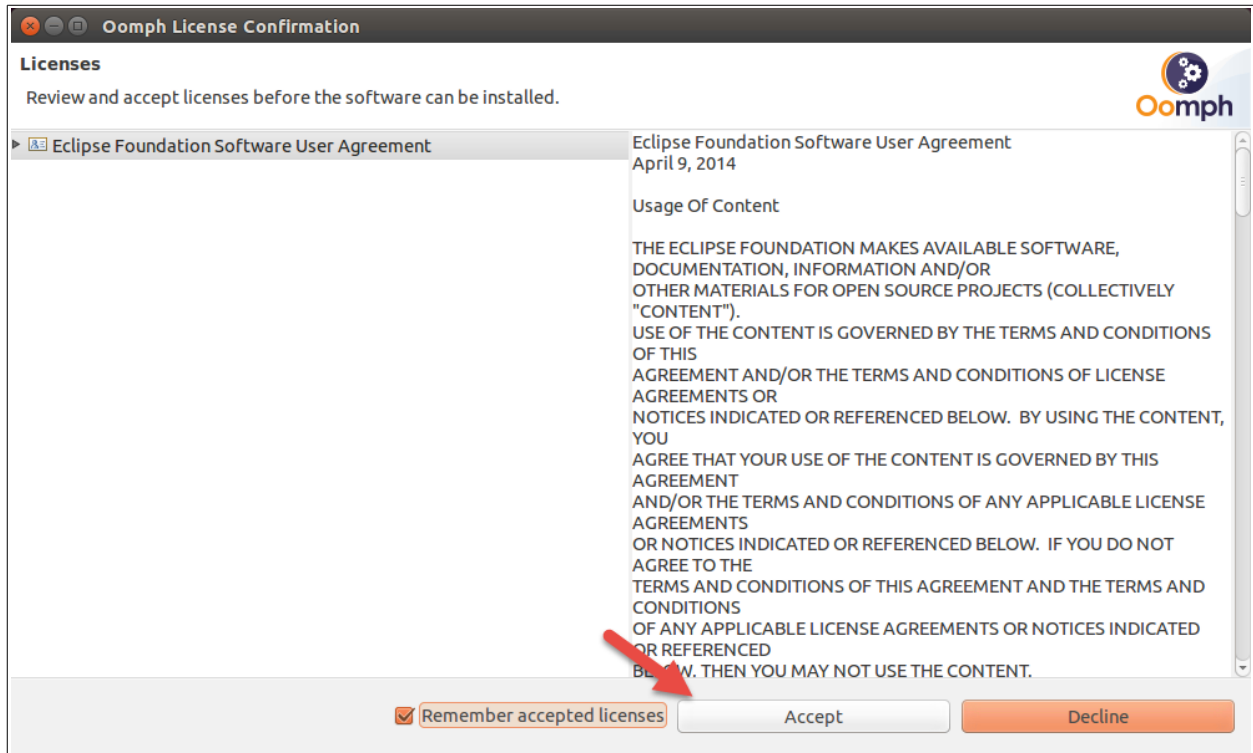 Oomph License Confirmation
Licenses
Review and accept licenses before the software can be installed.
Oomph
Eclipse Foundation Software User Agreement
Eclipse Foundation Software User Agreement
April 9, 2014
Usage Of Content
THE ECLIPSE FOUNDATION MAKES AVAILABLE SOFTWARE,
DOCUMENTATION, INFORMATION AND/OR
OTHER MATERIALS FOR OPEN SOURCE PROJECTS (COLLECTIVELY
"CONTENT").
USE OF THE CONTENT IS GOVERNED BY THE TERMS AND CONDITIONS
OF THIS
AGREEMENT AND/OR THE TERMS AND CONDITIONS OF LICENSE
AGREEMENTS OR
NOTICES INDICATED OR REFERENCED BELOW.  BY USING THE CONTENT,
YOU
AGREE THAT YOUR USE OF THE CONTENT IS GOVERNED BY THIS
AGREEMENT
AND/OR THE TERMS AND CONDITIONS OF ANY APPLICABLE LICENSE
AGREEMENTS
OR NOTICES INDICATED OR REFERENCED BELOW.  IF YOU DO NOT
AGREE TO THE
TERMS AND CONDITIONS OF THIS AGREEMENT AND THE TERMS AND
CONDITIONS
OF ANY APPLICABLE LICENSE AGREEMENTS OR NOTICES INDICATED
OR REFERENCED
BELOW. THEN YOU MAY NOT USE THE CONTENT.
Remember accepted licenses
Accept
Decline